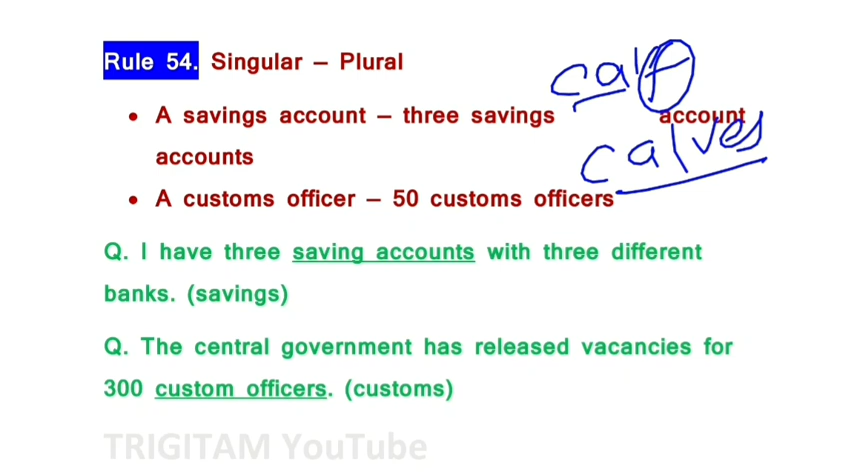 Rule 54. Singular – Plural
calf
• A savings account – three savings account
accounts
calves
• A customs officer – 50 customs officers
Q. I have three saving accounts with three different
banks. (savings)
Q. The central government has released vacancies for
300 custom officers. (customs)
TRIGITAM YouTube